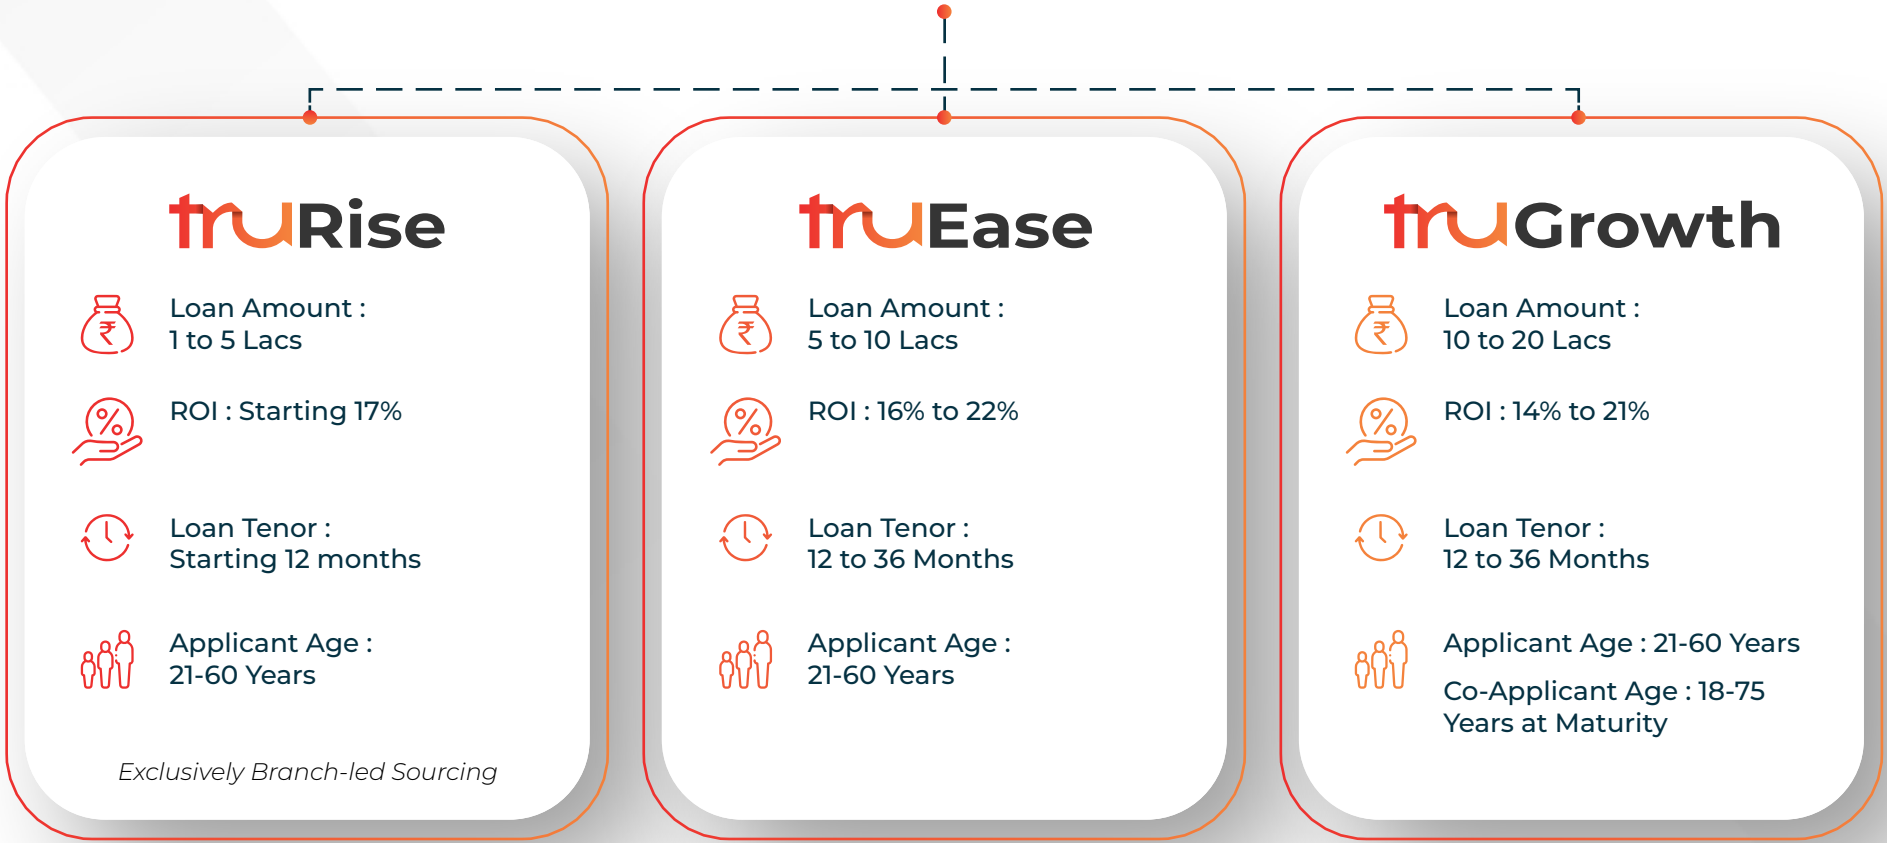 truRise
Loan Amount :
1 to 5 Lacs
ROI : Starting 17%
Loan Tenor :
Starting 12 months
Applicant Age :
21-60 Years
Exclusively Branch-led Sourcing
truEase
Loan Amount :
5 to 10 Lacs
ROI : 16% to 22%
Loan Tenor :
12 to 36 Months
Applicant Age :
21-60 Years
truGrowth
Loan Amount :
10 to 20 Lacs
ROI : 14% to 21%
Loan Tenor :
12 to 36 Months
Applicant Age : 21-60 Years
Co-Applicant Age : 18-75
Years at Maturity